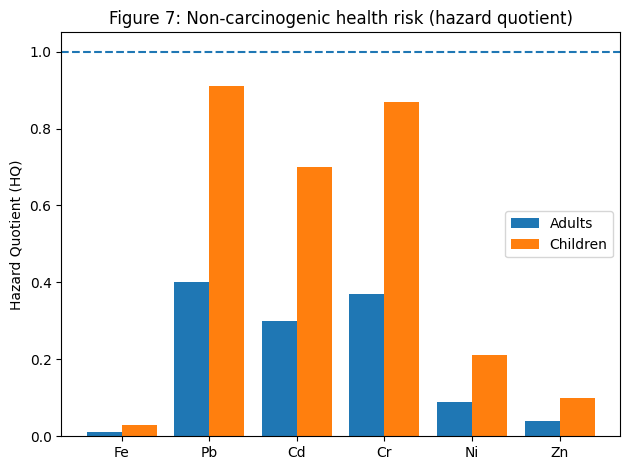 Figure 7: Non-carcinogenic health risk (hazard quotient)
Hazard Quotient (HQ)
1.0
0.8
0.6
0.4
0.2
0.0
Adults
Children
Fe Pb Cd Cr Ni Zn